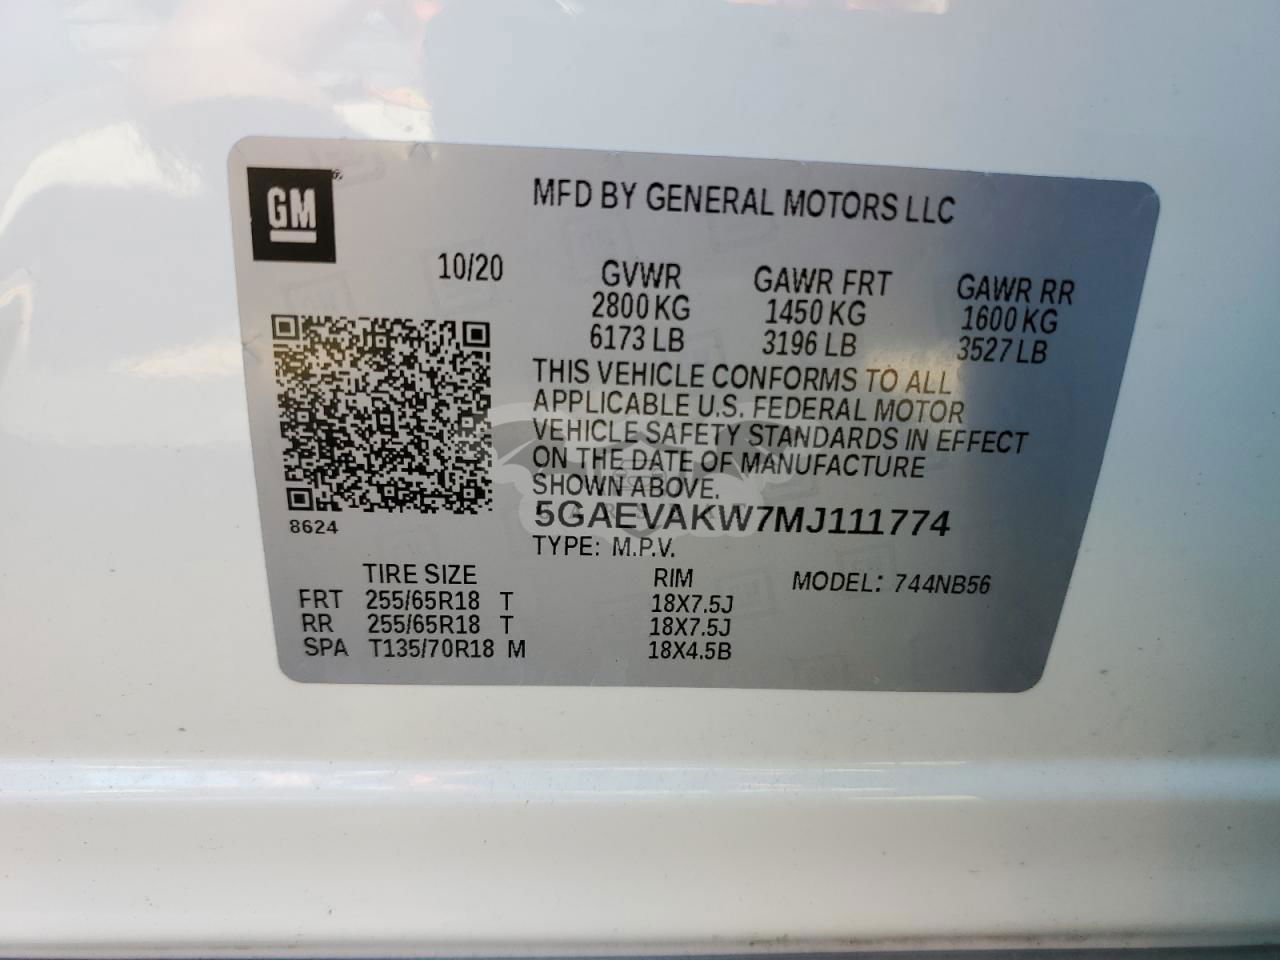 GM
MFD BY GENERAL MOTORS LLC
10/20 GVWR GAWR FRT GAWR RR
2800 KG 1450 KG 1600 KG
6173 LB 3196 LB 3527 LB
THIS VEHICLE CONFORMS TO ALL
APPLICABLE U.S. FEDERAL MOTOR
VEHICLE SAFETY STANDARDS IN EFFECT
ON THE DATE OF MANUFACTURE
SHOWN ABOVE.
8624
5GAEVAKW7MJ111774
TYPE: M.P.V.
TIRE SIZE RIM MODEL: 744NB56
FRT 255/65R18 T 18X7.5J
RR 255/65R18 T 18X7.5J
SPA T135/70R18 M 18X4.5B